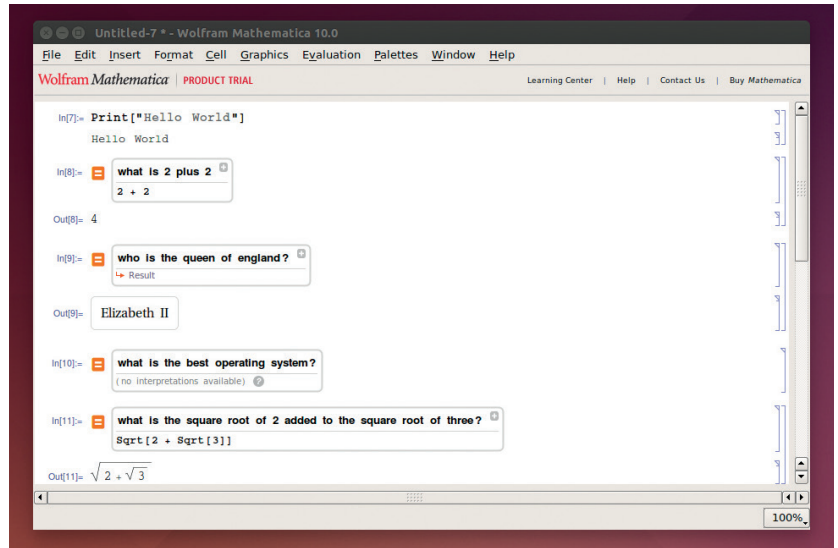 Untitled-7 * - Wolfram Mathematica 10.0
File Edit Insert Format Cell Graphics Evaluation Palettes Window Help
Wolfram Mathematica | PRODUCT TRIAL Learning Center | Help | Contact Us | Buy Mathematica
In[7]:= Print["Hello World"]
Hello World
In[8]:= what is 2 plus 2
2 + 2
Out[8]= 4
In[9]:= who is the queen of england?
Result
Out[9]= Elizabeth II
In[10]:= what is the best operating system?
(no interpretations available) ?
In[11]:= what is the square root of 2 added to the square root of three?
Sqrt[2 + Sqrt[3]]
Out[11]= √(2 + √3)
100%